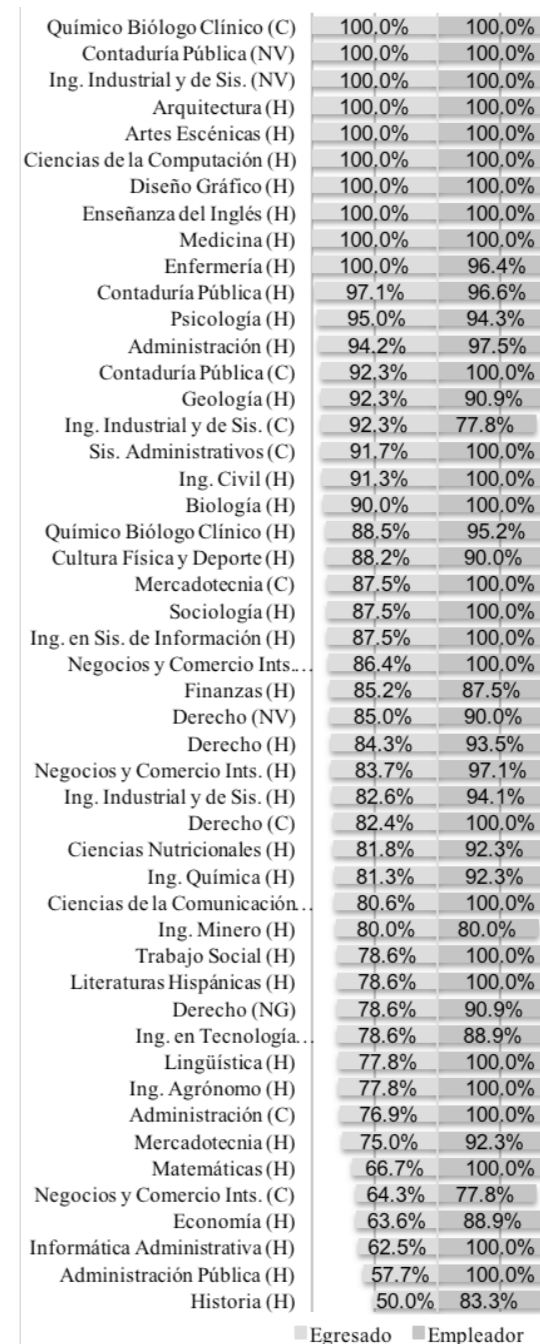 Químico Biólogo Clínico (C) 100.0% 100.0%
Contaduría Pública (NV) 100.0% 100.0%
Ing. Industrial y de Sis. (NV) 100.0% 100.0%
Arquitectura (H) 100.0% 100.0%
Artes Escénicas (H) 100.0% 100.0%
Ciencias de la Computación (H) 100.0% 100.0%
Diseño Gráfico (H) 100.0% 100.0%
Enseñanza del Inglés (H) 100.0% 100.0%
Medicina (H) 100.0% 100.0%
Enfermería (H) 100.0% 96.4%
Contaduría Pública (H) 97.1% 96.6%
Psicología (H) 95.0% 94.3%
Administración (H) 94.2% 97.5%
Contaduría Pública (C) 92.3% 100.0%
Geología (H) 92.3% 90.9%
Ing. Industrial y de Sis. (C) 92.3% 77.8%
Sis. Administrativos (C) 91.7% 100.0%
Ing. Civil (H) 91.3% 100.0%
Biología (H) 90.0% 100.0%
Químico Biólogo Clínico (H) 88.5% 95.2%
Cultura Física y Deporte (H) 88.2% 90.0%
Mercadotecnia (C) 87.5% 100.0%
Sociología (H) 87.5% 100.0%
Ing. en Sis. de Información (H) 87.5% 100.0%
Negocios y Comercio Ints.… 86.4% 100.0%
Finanzas (H) 85.2% 87.5%
Derecho (NV) 85.0% 90.0%
Derecho (H) 84.3% 93.5%
Negocios y Comercio Ints. (H) 83.7% 97.1%
Ing. Industrial y de Sis. (H) 82.6% 94.1%
Derecho (C) 82.4% 100.0%
Ciencias Nutricionales (H) 81.8% 92.3%
Ing. Química (H) 81.3% 92.3%
Ciencias de la Comunicación… 80.6% 100.0%
Ing. Minero (H) 80.0% 80.0%
Trabajo Social (H) 78.6% 100.0%
Literaturas Hispánicas (H) 78.6% 100.0%
Derecho (NG) 78.6% 90.9%
Ing. en Tecnología… 78.6% 88.9%
Lingüística (H) 77.8% 100.0%
Ing. Agrónomo (H) 77.8% 100.0%
Administración (C) 76.9% 100.0%
Mercadotecnia (H) 75.0% 92.3%
Matemáticas (H) 66.7% 100.0%
Negocios y Comercio Ints. (C) 64.3% 77.8%
Economía (H) 63.6% 88.9%
Informática Administrativa (H) 62.5% 100.0%
Administración Pública (H) 57.7% 100.0%
Historia (H) 50.0% 83.3%
Egresado Empleador